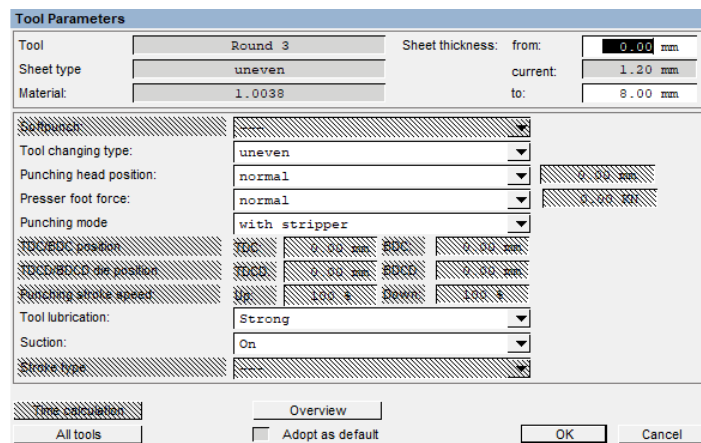 Tool Parameters
Tool Round 3 Sheet thickness: from: 0.00 mm
Sheet type uneven current: 1.20 mm
Material: 1.0038 to: 8.00 mm
Softpunch: ---
Tool changing type: uneven
Punching head position: normal 0.00 mm
Presser foot force: normal 0.00 KN
Punching mode with stripper
TDC/BDC position TDC: 0.00 mm BDC: 0.00 mm
TDCD/BDCD die position TDCD: 0.00 mm BDCD: 0.00 mm
Punching stroke speed Up: 100 % Down: 100 %
Tool lubrication: Strong
Suction: On
Stroke type ---
Time calculation Overview
All tools Adopt as default OK Cancel